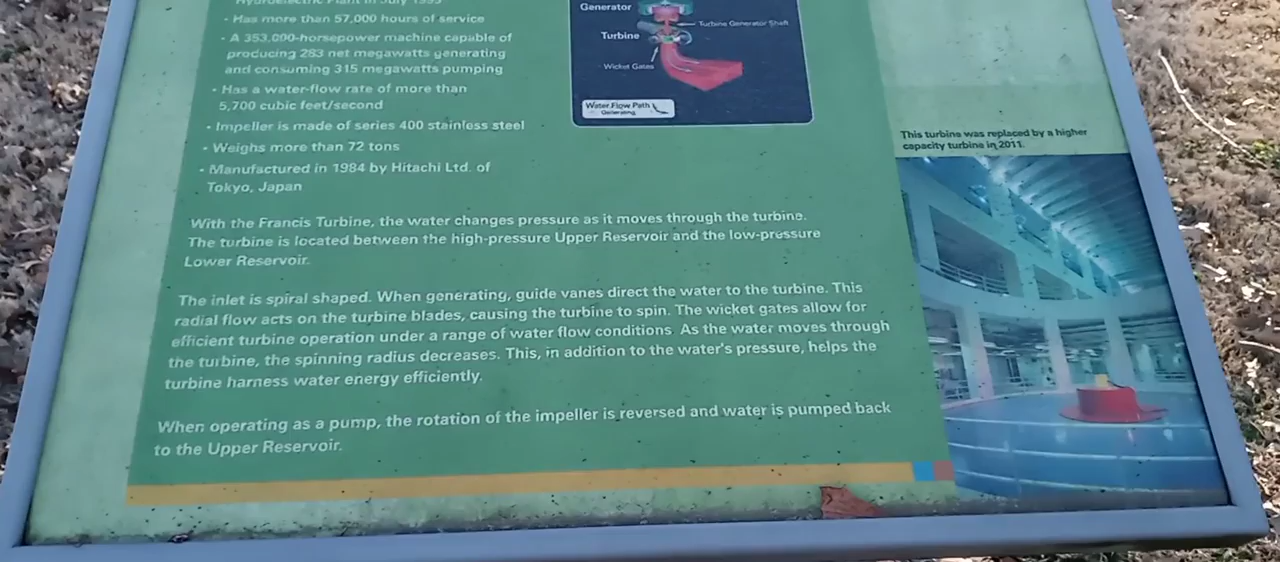 Hydroelectric Plant in July 1995
- Has more than 57,000 hours of service
- A 353,000-horsepower machine capable of
producing 283 net megawatts generating
and consuming 315 megawatts pumping
- Has a water-flow rate of more than
5,700 cubic feet/second
- Impeller is made of series 400 stainless steel
- Weighs more than 72 tons
- Manufactured in 1984 by Hitachi Ltd. of
Tokyo, Japan
With the Francis Turbine, the water changes pressure as it moves through the turbine.
The turbine is located between the high-pressure Upper Reservoir and the low-pressure
Lower Reservoir.
The inlet is spiral shaped. When generating, guide vanes direct the water to the turbine. This
radial flow acts on the turbine blades, causing the turbine to spin. The wicket gates allow for
efficient turbine operation under a range of water flow conditions. As the water moves through
the turbine, the spinning radius decreases. This, in addition to the water's pressure, helps the
turbine harness water energy efficiently.
When operating as a pump, the rotation of the impeller is reversed and water is pumped back
to the Upper Reservoir.
Generator
Turbine Generator Shaft
Turbine
Wicket Gates
Water Flow Path
Generating
This turbine was replaced by a higher
capacity turbine in 2011.